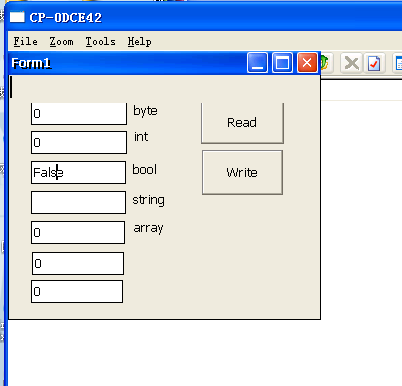 CP-0DCE42
File Zoom Tools Help
Form1
0 byte
Read
0 int
False bool
Write
string
0 array
0
0